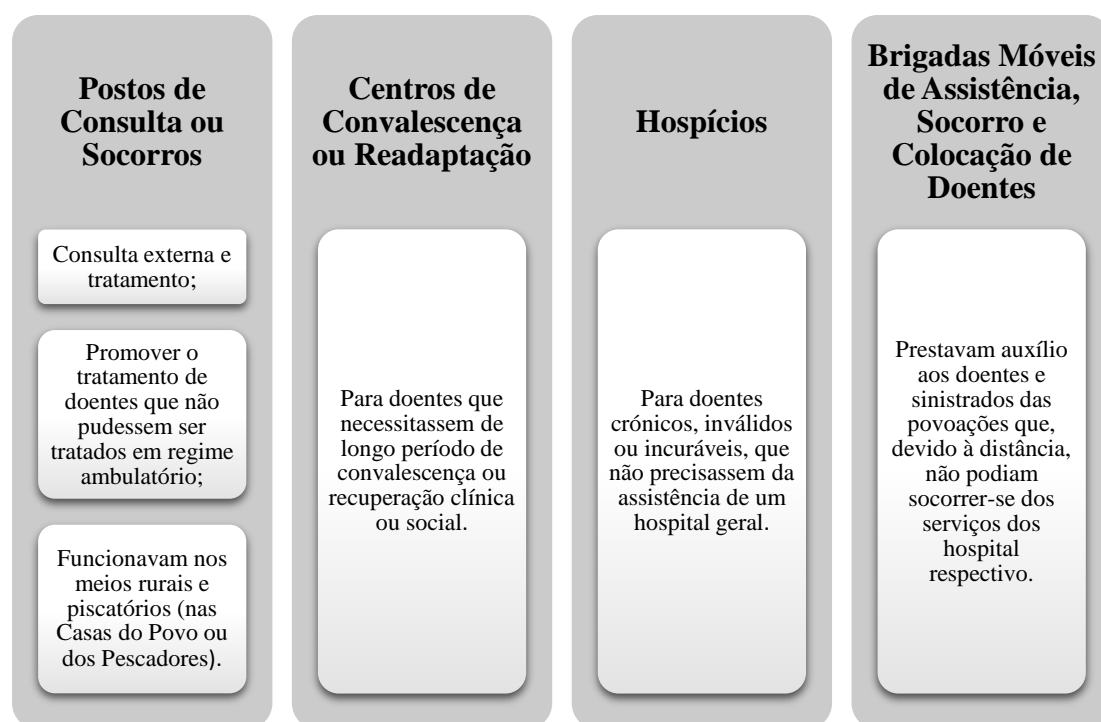 Postos de
Consulta ou
Socorros
Consulta externa e
tratamento;
Promover o
tratamento de
doentes que não
pudessem ser
tratados em regime
ambulatório;
Funcionavam nos
meios rurais e
piscatórios (nas
Casas do Povo ou
dos Pescadores).
Centros de
Convalescença
ou Readaptação
Para doentes que
necessitassem de
longo período de
convalescença ou
recuperação clínica
ou social.
Hospícios
Para doentes
crónicos, inválidos
ou incuráveis, que
não precisassem da
assistência de um
hospital geral.
Brigadas Móveis
de Assistência,
Socorro e
Colocação de
Doentes
Prestavam auxílio
aos doentes e
sinistrados das
povoações que,
devido à distância,
não podiam
socorrer-se dos
serviços dos
hospital
respectivo.